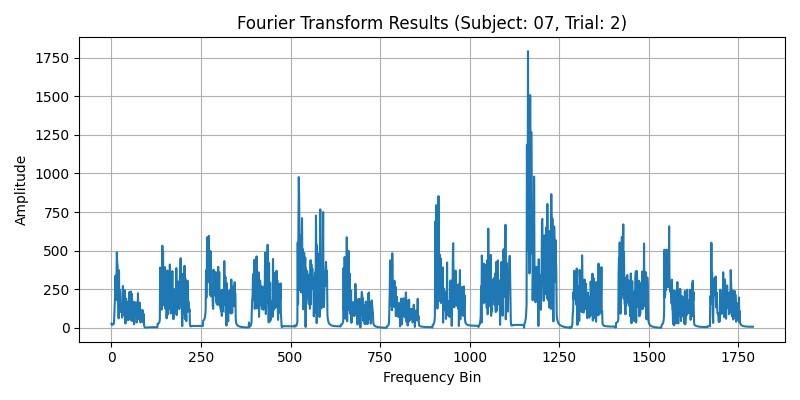 Fourier Transform Results (Subject: 07, Trial: 2)
1750
1500
1250
1000
750
500
250
0
Amplitude
0 250 500 750 1000 1250 1500 1750
Frequency Bin